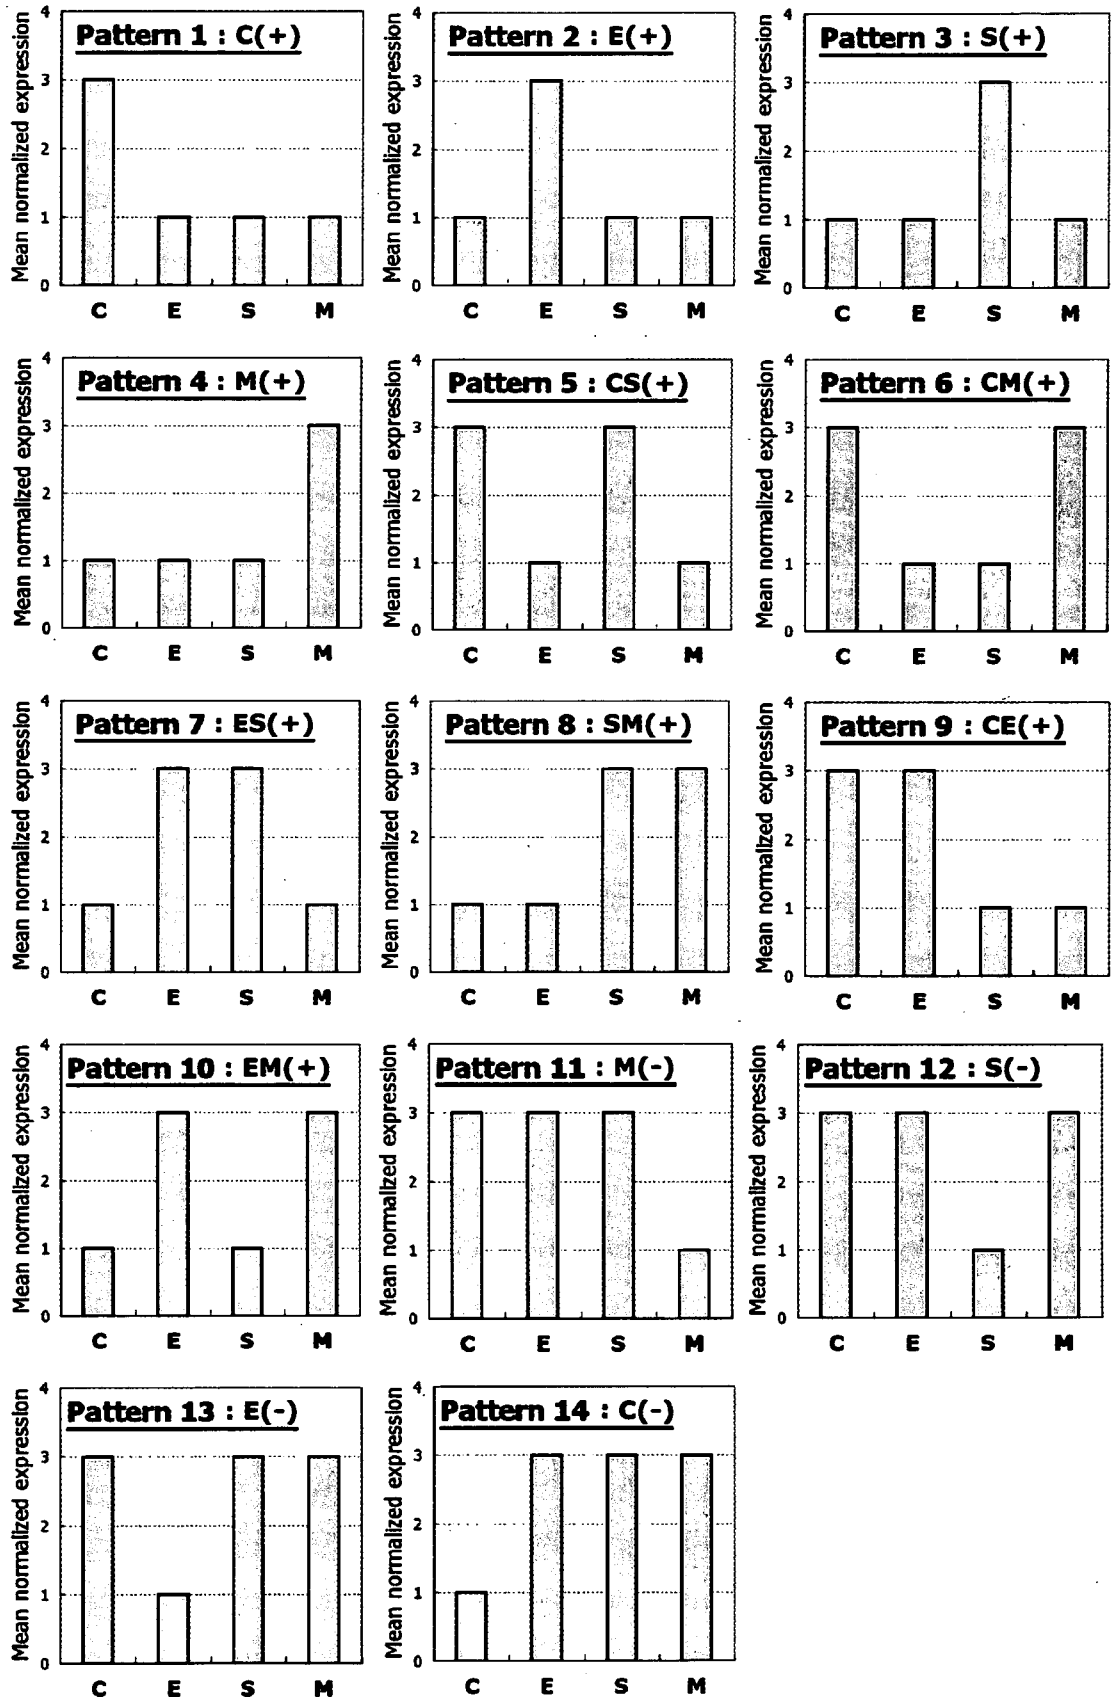 Pattern 1 : C(+)
Mean normalized expression
4
3
2
1
0
C E S M
Pattern 2 : E(+)
Mean normalized expression
4
3
2
1
0
C E S M
Pattern 3 : S(+)
Mean normalized expression
4
3
2
1
0
C E S M
Pattern 4 : M(+)
Mean normalized expression
4
3
2
1
0
C E S M
Pattern 5 : CS(+)
Mean normalized expression
4
3
2
1
0
C E S M
Pattern 6 : CM(+)
Mean normalized expression
4
3
2
1
0
C E S M
Pattern 7 : ES(+)
Mean normalized expression
4
3
2
1
0
C E S M
Pattern 8 : SM(+)
Mean normalized expression
4
3
2
1
0
C E S M
Pattern 9 : CE(+)
Mean normalized expression
4
3
2
1
0
C E S M
Pattern 10 : EM(+)
Mean normalized expression
4
3
2
1
0
C E S M
Pattern 11 : M(-)
Mean normalized expression
4
3
2
1
0
C E S M
Pattern 12 : S(-)
Mean normalized expression
4
3
2
1
0
C E S M
Pattern 13 : E(-)
Mean normalized expression
4
3
2
1
0
C E S M
Pattern 14 : C(-)
Mean normalized expression
4
3
2
1
0
C E S M